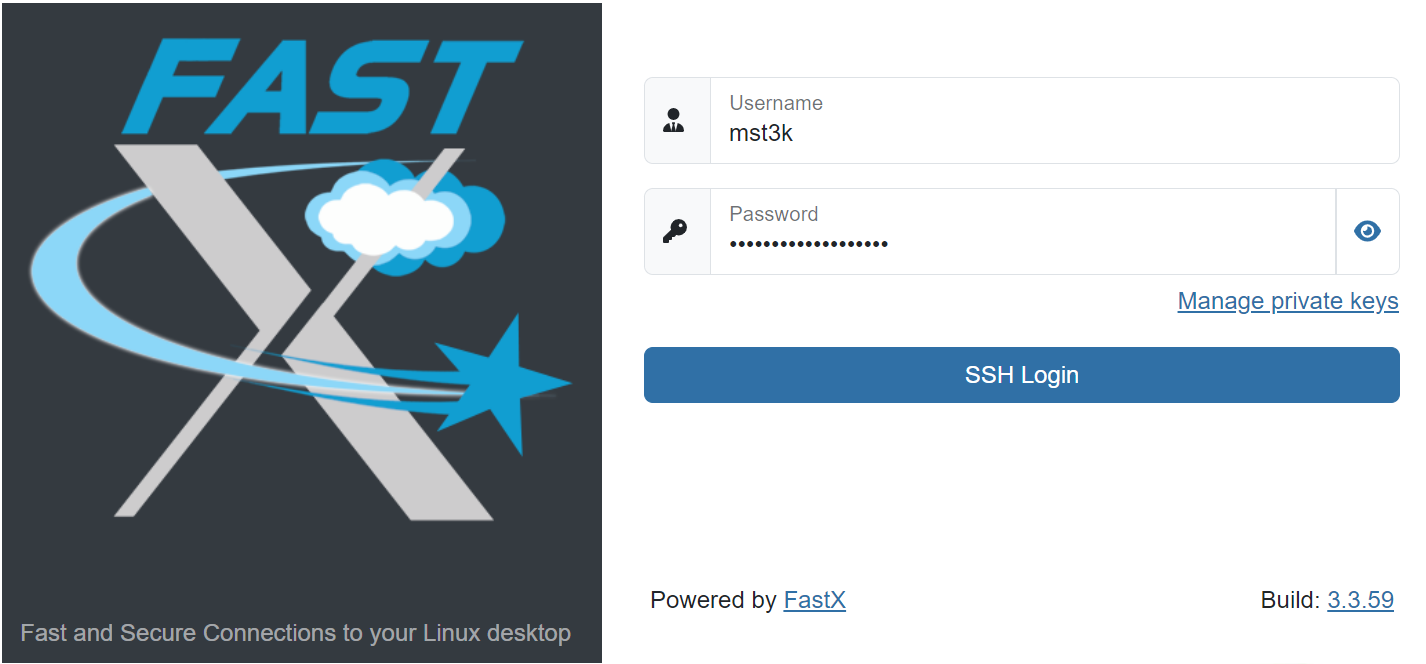 FAST
X
Fast and Secure Connections to your Linux desktop
Username
mst3k
Password
•••••••••••••••••••
Manage private keys
SSH Login
Powered by FastX
Build: 3.3.59